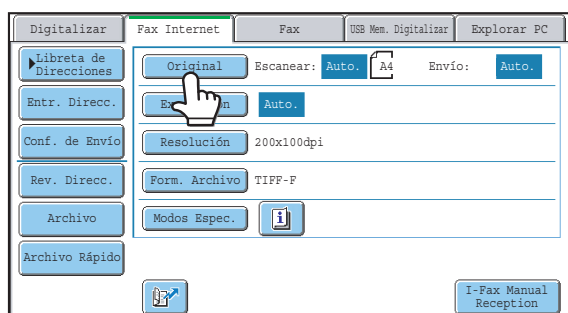 Digitalizar Fax Internet Fax USB Mem. Digitalizar Explorar PC
Libreta de
Direcciones
Original Escanear: Auto. A4 Envío: Auto.
Entr. Direcc.
Auto.
Conf. de Envío
Resolución 200x100dpi
Rev. Direcc.
Form. Archivo TIFF-F
Archivo
Modos Espec.
Archivo Rápido
I-Fax Manual
Reception